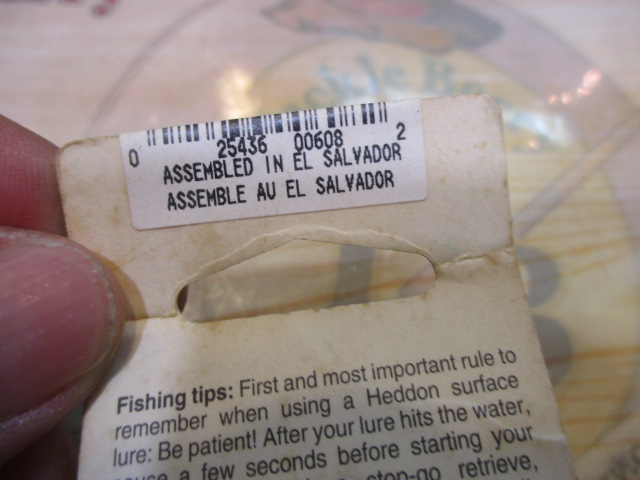 ckle B
0 25436 00608 2
ASSEMBLED IN EL SALVADOR
ASSEMBLE AU EL SALVADOR
Fishing tips: First and most important rule to
remember when using a Heddon surface
lure: Be patient! After your lure hits the water,
a few seconds before starting your
stop-go retrieve,